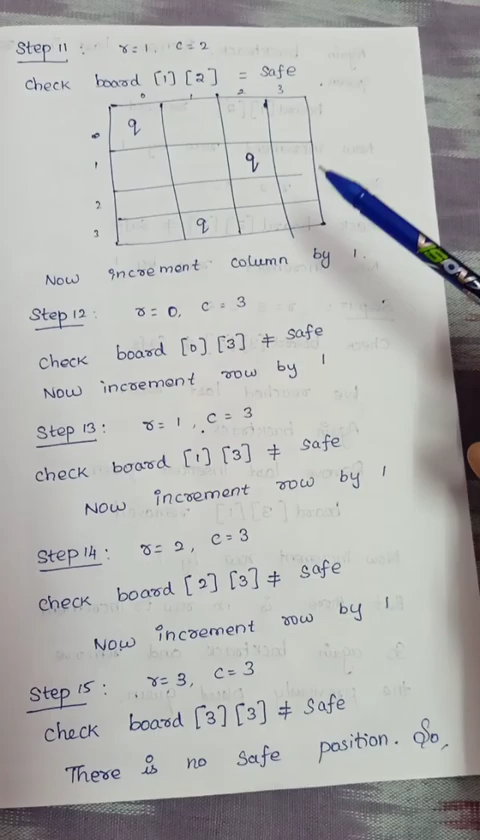 Step 11 r=1, c=2
Check board [1] [2] = Safe
0 1 2 3
0 q
1 q
2
3 q
Now increment column by 1.
Step 12: r=0, c=3
Check board [0] [3] ≠ Safe
Now increment row by 1
Step 13: r=1, c=3
check board [1] [3] ≠ Safe
Now increment row by 1
Step 14: r=2, c=3
check board [2] [3] ≠ Safe
Now increment row by 1
Step 15: r=3, c=3
check board [3] [3] ≠ Safe
There is no safe position. So,
VISION